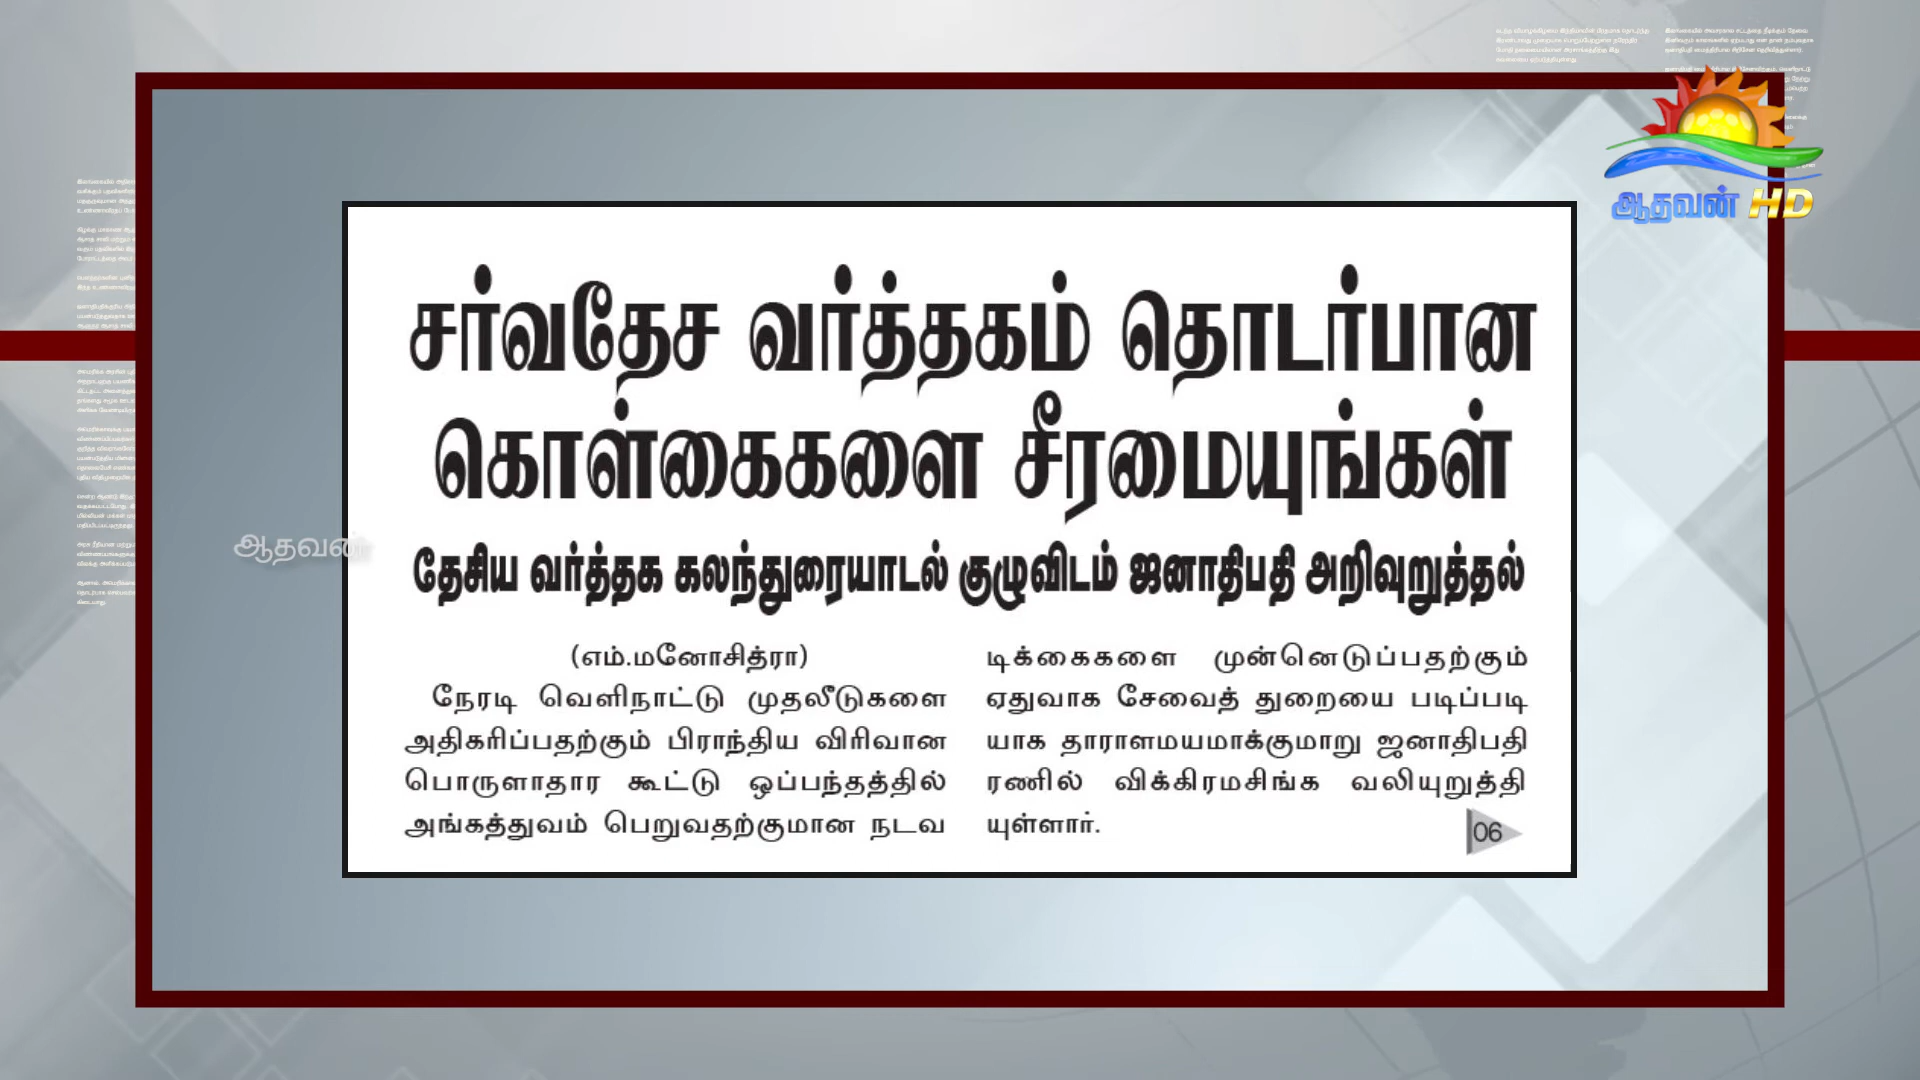 ஆதவன் HD
சர்வதேச வர்த்தகம் தொடர்பான
கொள்கைகளை சீரமையுங்கள்
தேசிய வர்த்தக கலந்துரையாடல் குழுவிடம் ஜனாதிபதி அறிவுறுத்தல்
(எம்.மனோசித்ரா)
நேரடி வெளிநாட்டு முதலீடுகளை
அதிகரிப்பதற்கும் பிராந்திய விரிவான
பொருளாதார கூட்டு ஒப்பந்தத்தில்
அங்கத்துவம் பெறுவதற்குமான நடவ
டிக்கைகளை முன்னெடுப்பதற்கும்
ஏதுவாக சேவைத் துறையை படிப்படி
யாக தாராளமயமாக்குமாறு ஜனாதிபதி
ரணில் விக்கிரமசிங்க வலியுறுத்தி
யுள்ளார்.
06
ஆதவன்